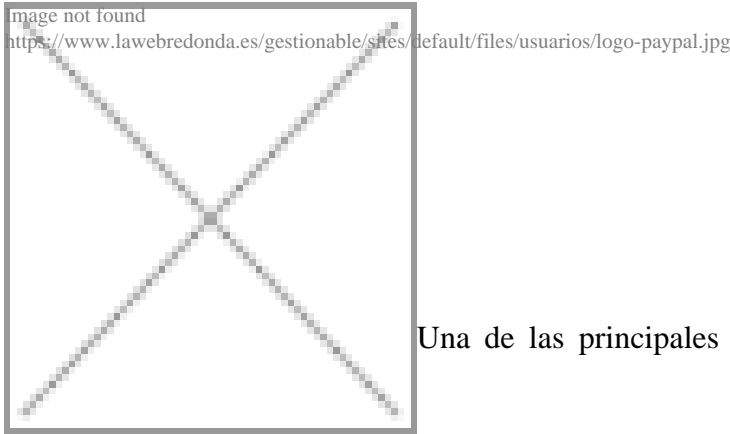 Image not found
https://www.lawebredonda.es/gestionable/sites/default/files/usuarios/logo-paypal.jpg
Una de las principales